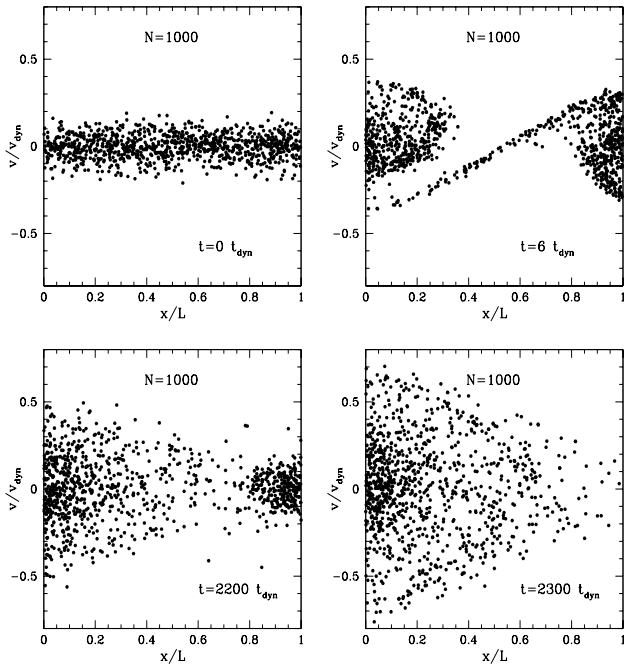 N=1000
0.5
0
-0.5
v/v_dyn
t=0 t_dyn
0 0.2 0.4 0.6 0.8 1
x/L
N=1000
0.5
0
-0.5
v/v_dyn
t=6 t_dyn
0 0.2 0.4 0.6 0.8 1
x/L
N=1000
0.5
0
-0.5
v/v_dyn
t=2200 t_dyn
0 0.2 0.4 0.6 0.8 1
x/L
N=1000
0.5
0
-0.5
v/v_dyn
t=2300 t_dyn
0 0.2 0.4 0.6 0.8 1
x/L